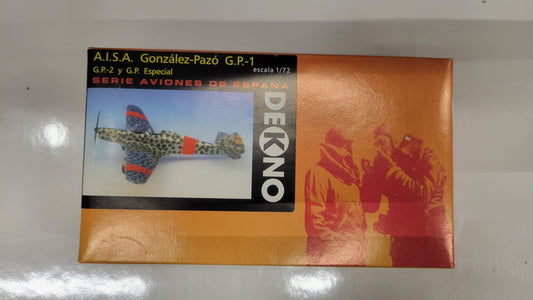 A.I.S.A. González-Pazó G.P.-1
G.P.-2 y G.P. Especial escala 1/72
SERIE AVIONES DE ESPAÑA
DEKNO